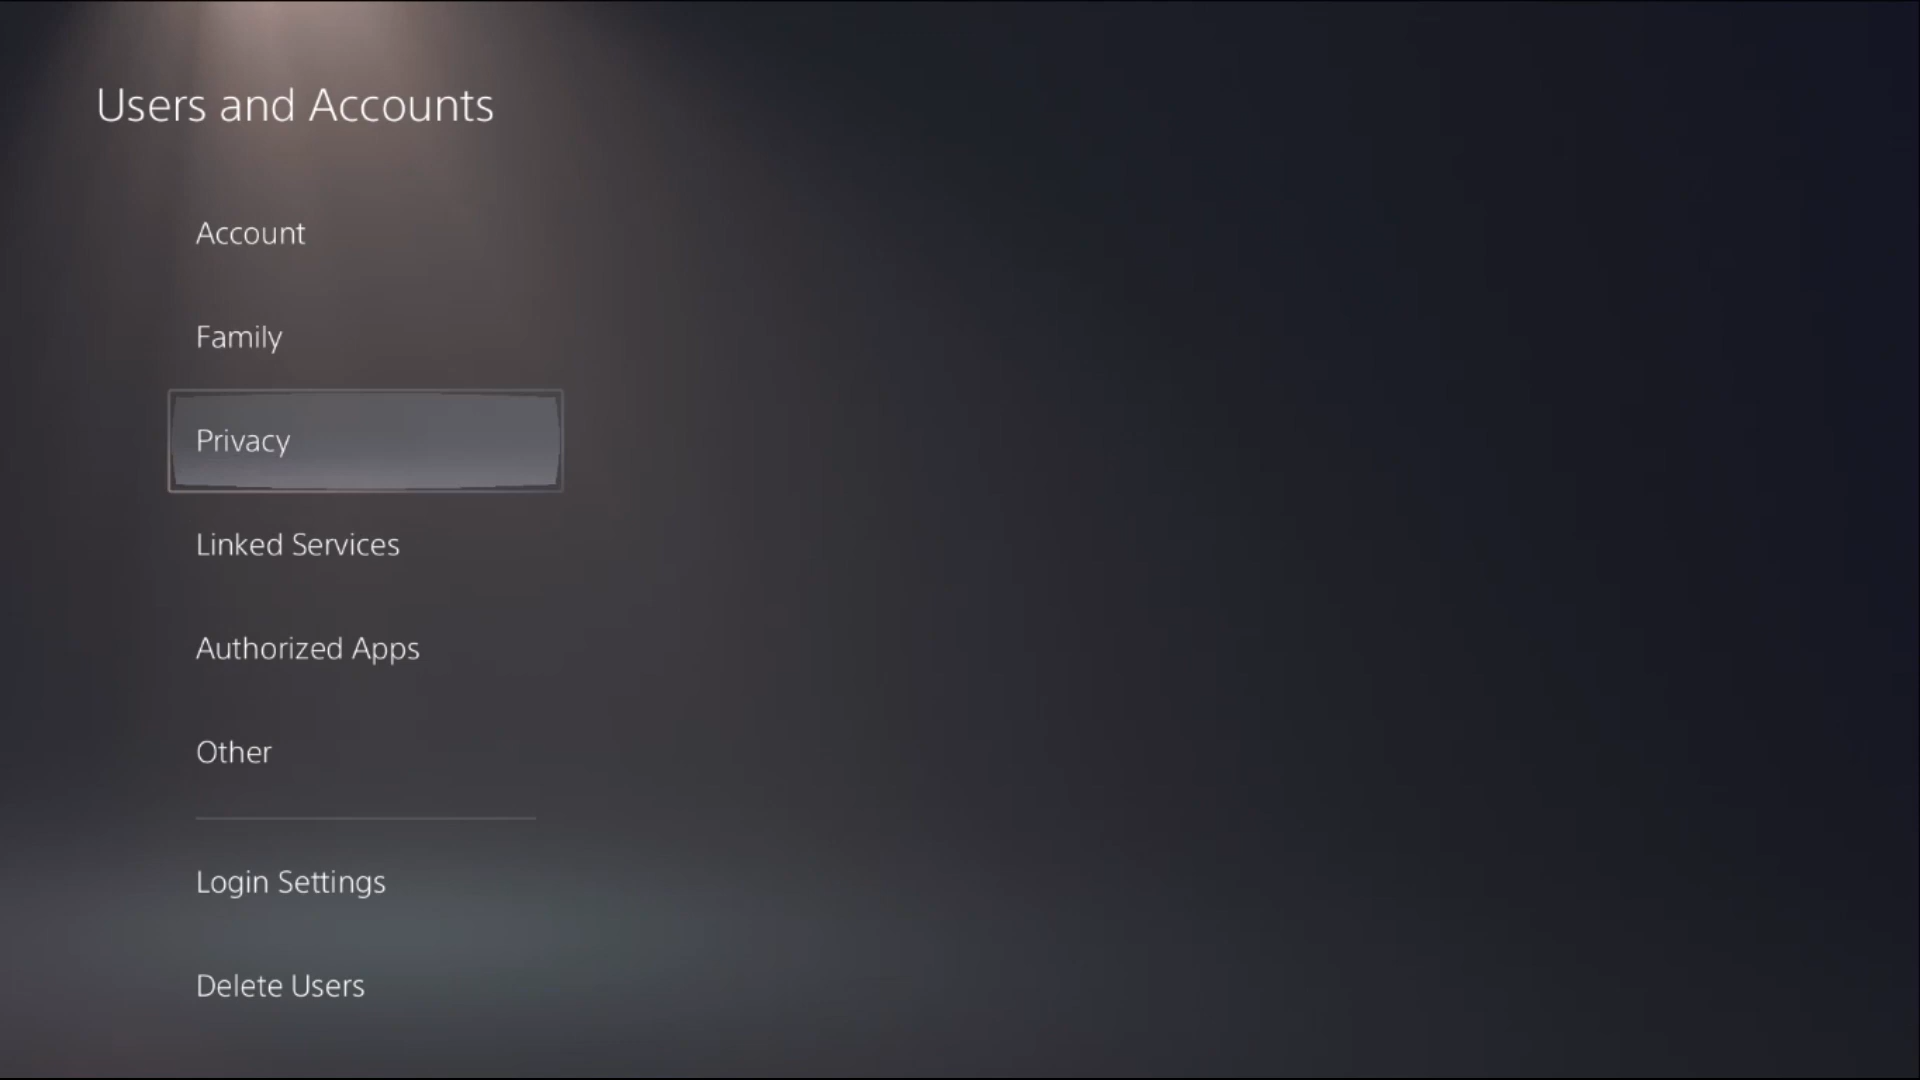 Users and Accounts
Account
Family
Privacy
Linked Services
Authorized Apps
Other
Login Settings
Delete Users